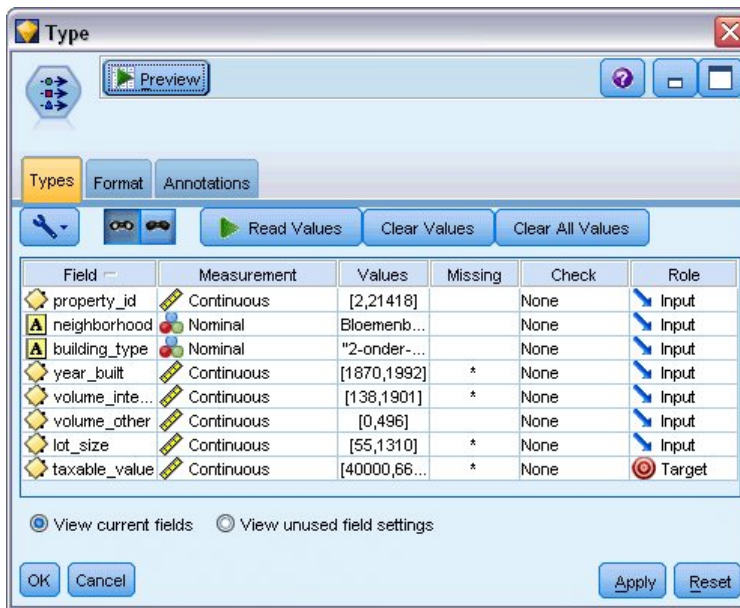 Type
Preview
Types Format Annotations
Read Values Clear Values Clear All Values
Field Measurement Values Missing Check Role
property_id Continuous [2,21418] None Input
A neighborhood Nominal Bloemenb... None Input
A building_type Nominal "2-onder-... None Input
year_built Continuous [1870,1992] * None Input
volume_inte... Continuous [138,1901] * None Input
volume_other Continuous [0,496] None Input
lot_size Continuous [55,1310] * None Input
taxable_value Continuous [40000,66... * None Target
View current fields View unused field settings
OK Cancel Apply Reset